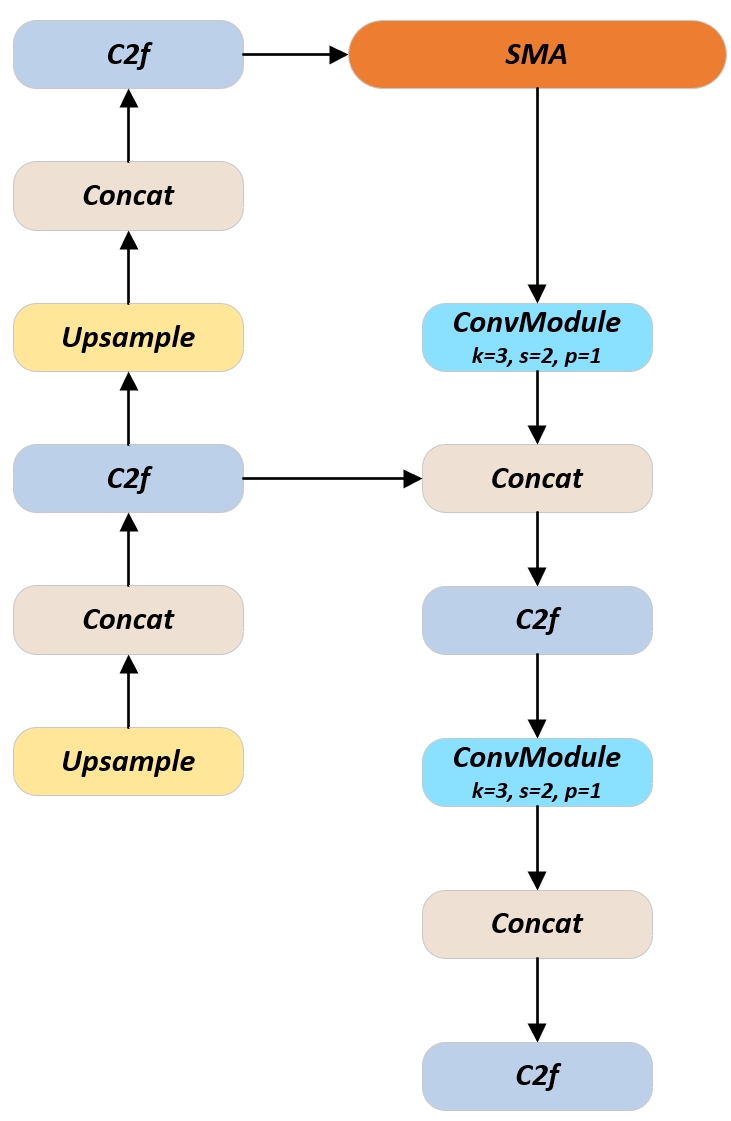 C2f
SMA
Concat
Upsample
ConvModule
k=3, s=2, p=1
C2f
Concat
Concat
C2f
Upsample
ConvModule
k=3, s=2, p=1
Concat
C2f